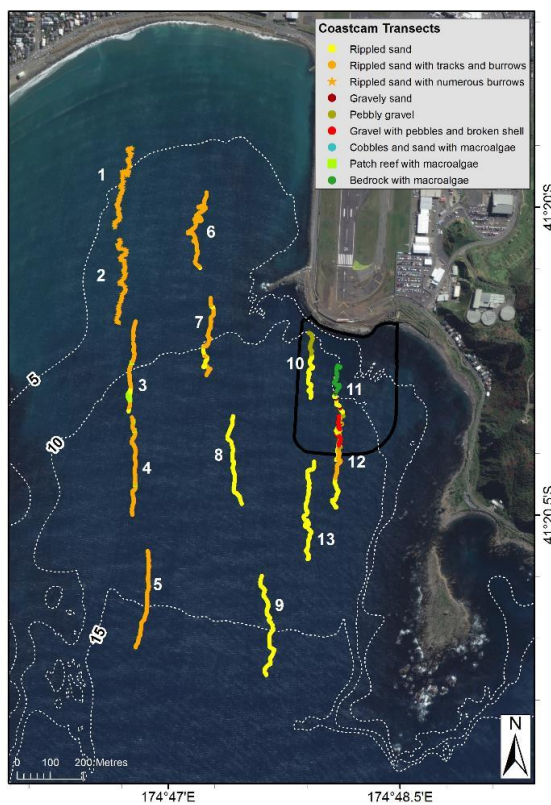 Coastcam Transects
Rippled sand
Rippled sand with tracks and burrows
Rippled sand with numerous burrows
Gravely sand
Pebbly gravel
Gravel with pebbles and broken shell
Cobbles and sand with macroalgae
Patch reef with macroalgae
Bedrock with macroalgae
1
41°20'S
6
2
7
5
10
11
3
10
8
4
12
41°20.5'S
13
5
9
15
N
0 100 200 Metres
174°47'E
174°48.5'E